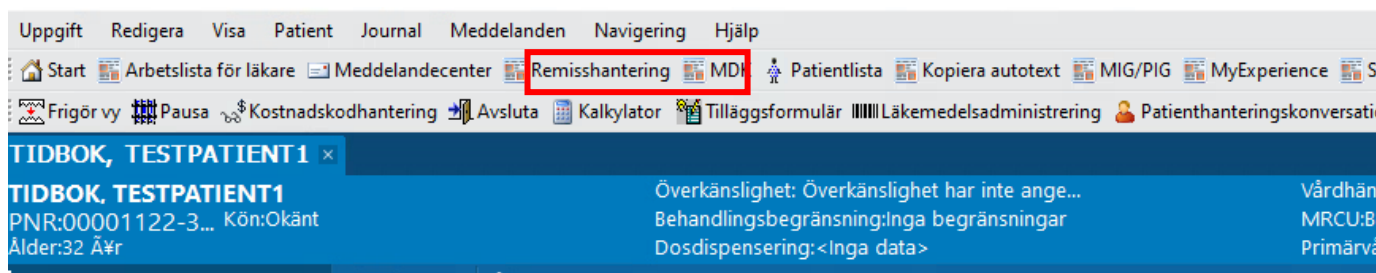 Uppgift Redigera Visa Patient Journal Meddelanden Navigering Hjälp
Start Arbetslista för läkare Meddelandecenter Remisshantering MDK Patientlista Kopiera autotext MIG/PIG MyExperience S
Frigör vy Pausa Kostnadskodhantering Avsluta Kalkylator Tilläggsformulär Läkemedelsadministrering Patienthanteringskonversati
TIDBOK, TESTPATIENT1 ×
TIDBOK, TESTPATIENT1 Överkänslighet: Överkänslighet har inte ange... Vårdhän
PNR:00001122-3... Kön:Okänt Behandlingsbegränsning:Inga begränsningar MRCU:B
Ålder:32 Ã¥r Dosdispensering:<Inga data> Primärvå